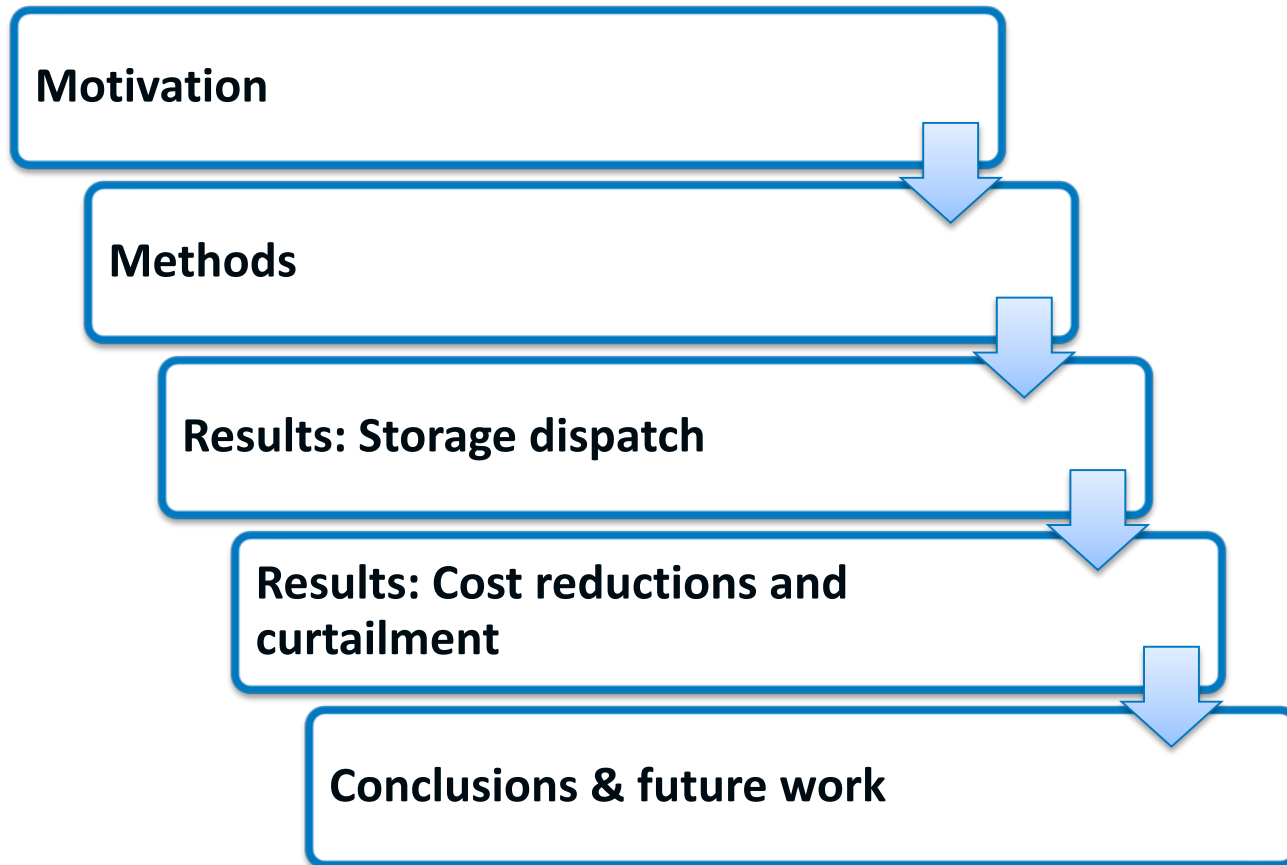 Motivation
Methods
Results: Storage dispatch
Results: Cost reductions and
curtailment
Conclusions & future work